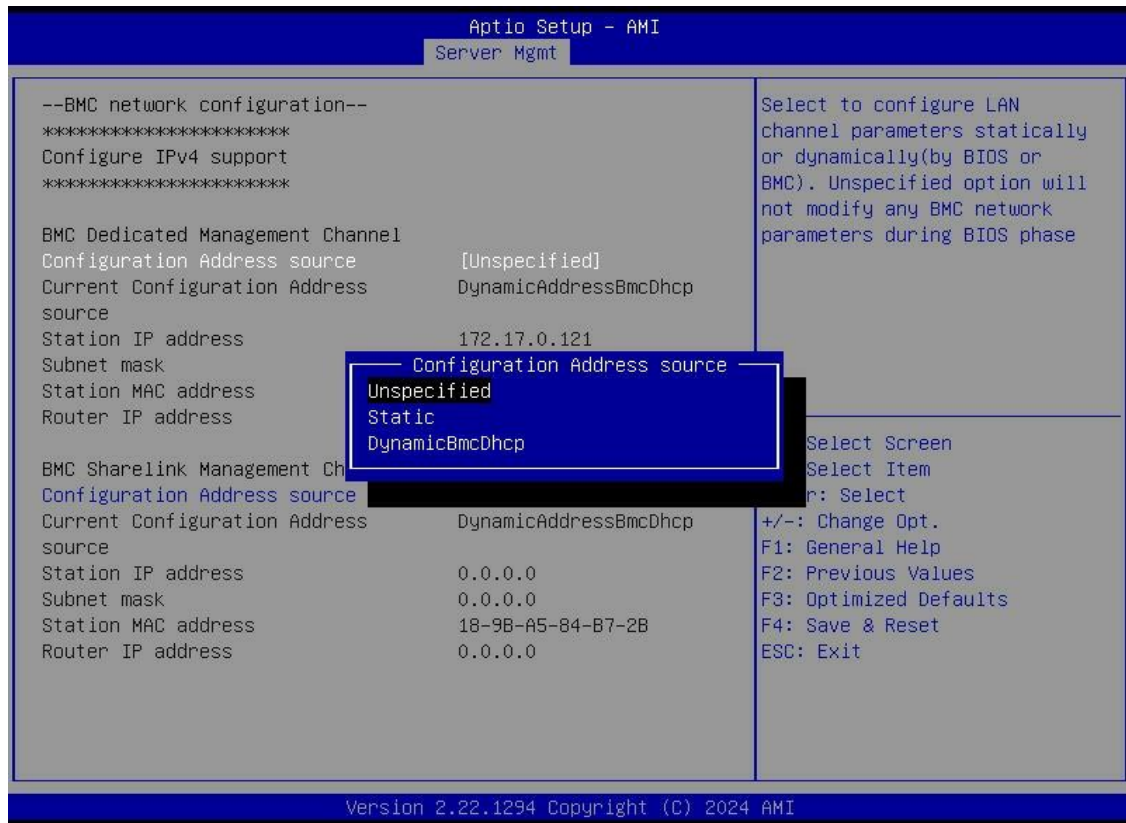 Aptio Setup - AMI
Server Mgmt
--BMC network configuration--
***********************
Configure IPv4 support
***********************
BMC Dedicated Management Channel
Configuration Address source [Unspecified]
Current Configuration Address DynamicAddressBmcDhcp
source
Station IP address 172.17.0.121
Subnet mask
Station MAC address
Router IP address
Configuration Address source
Unspecified
Static
DynamicBmcDhcp
BMC Sharelink Management Ch
Configuration Address source
Current Configuration Address DynamicAddressBmcDhcp
source
Station IP address 0.0.0.0
Subnet mask 0.0.0.0
Station MAC address 18-9B-A5-84-B7-2B
Router IP address 0.0.0.0
Select to configure LAN
channel parameters statically
or dynamically(by BIOS or
BMC). Unspecified option will
not modify any BMC network
parameters during BIOS phase
Select Screen
Select Item
r: Select
+/-: Change Opt.
F1: General Help
F2: Previous Values
F3: Optimized Defaults
F4: Save & Reset
ESC: Exit
Version 2.22.1294 Copyright (C) 2024 AMI